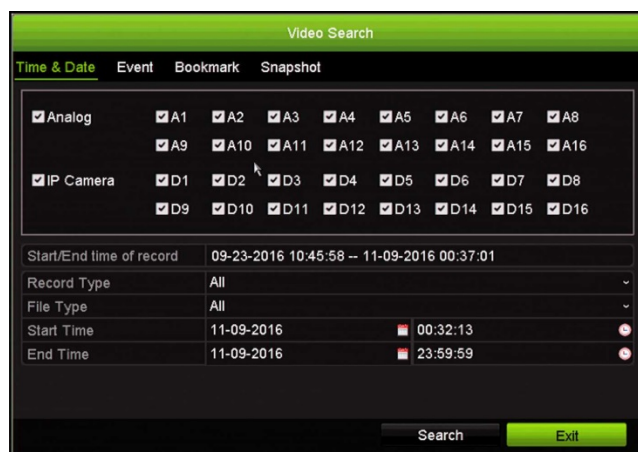 Video Search
Time & Date Event Bookmark Snapshot
Analog A1 A2 A3 A4 A5 A6 A7 A8
A9 A10 A11 A12 A13 A14 A15 A16
IP Camera D1 D2 D3 D4 D5 D6 D7 D8
D9 D10 D11 D12 D13 D14 D15 D16
Start/End time of record 09-23-2016 10:45:58 -- 11-09-2016 00:37:01
Record Type All
File Type All
Start Time 11-09-2016 00:32:13
End Time 11-09-2016 23:59:59
Search Exit